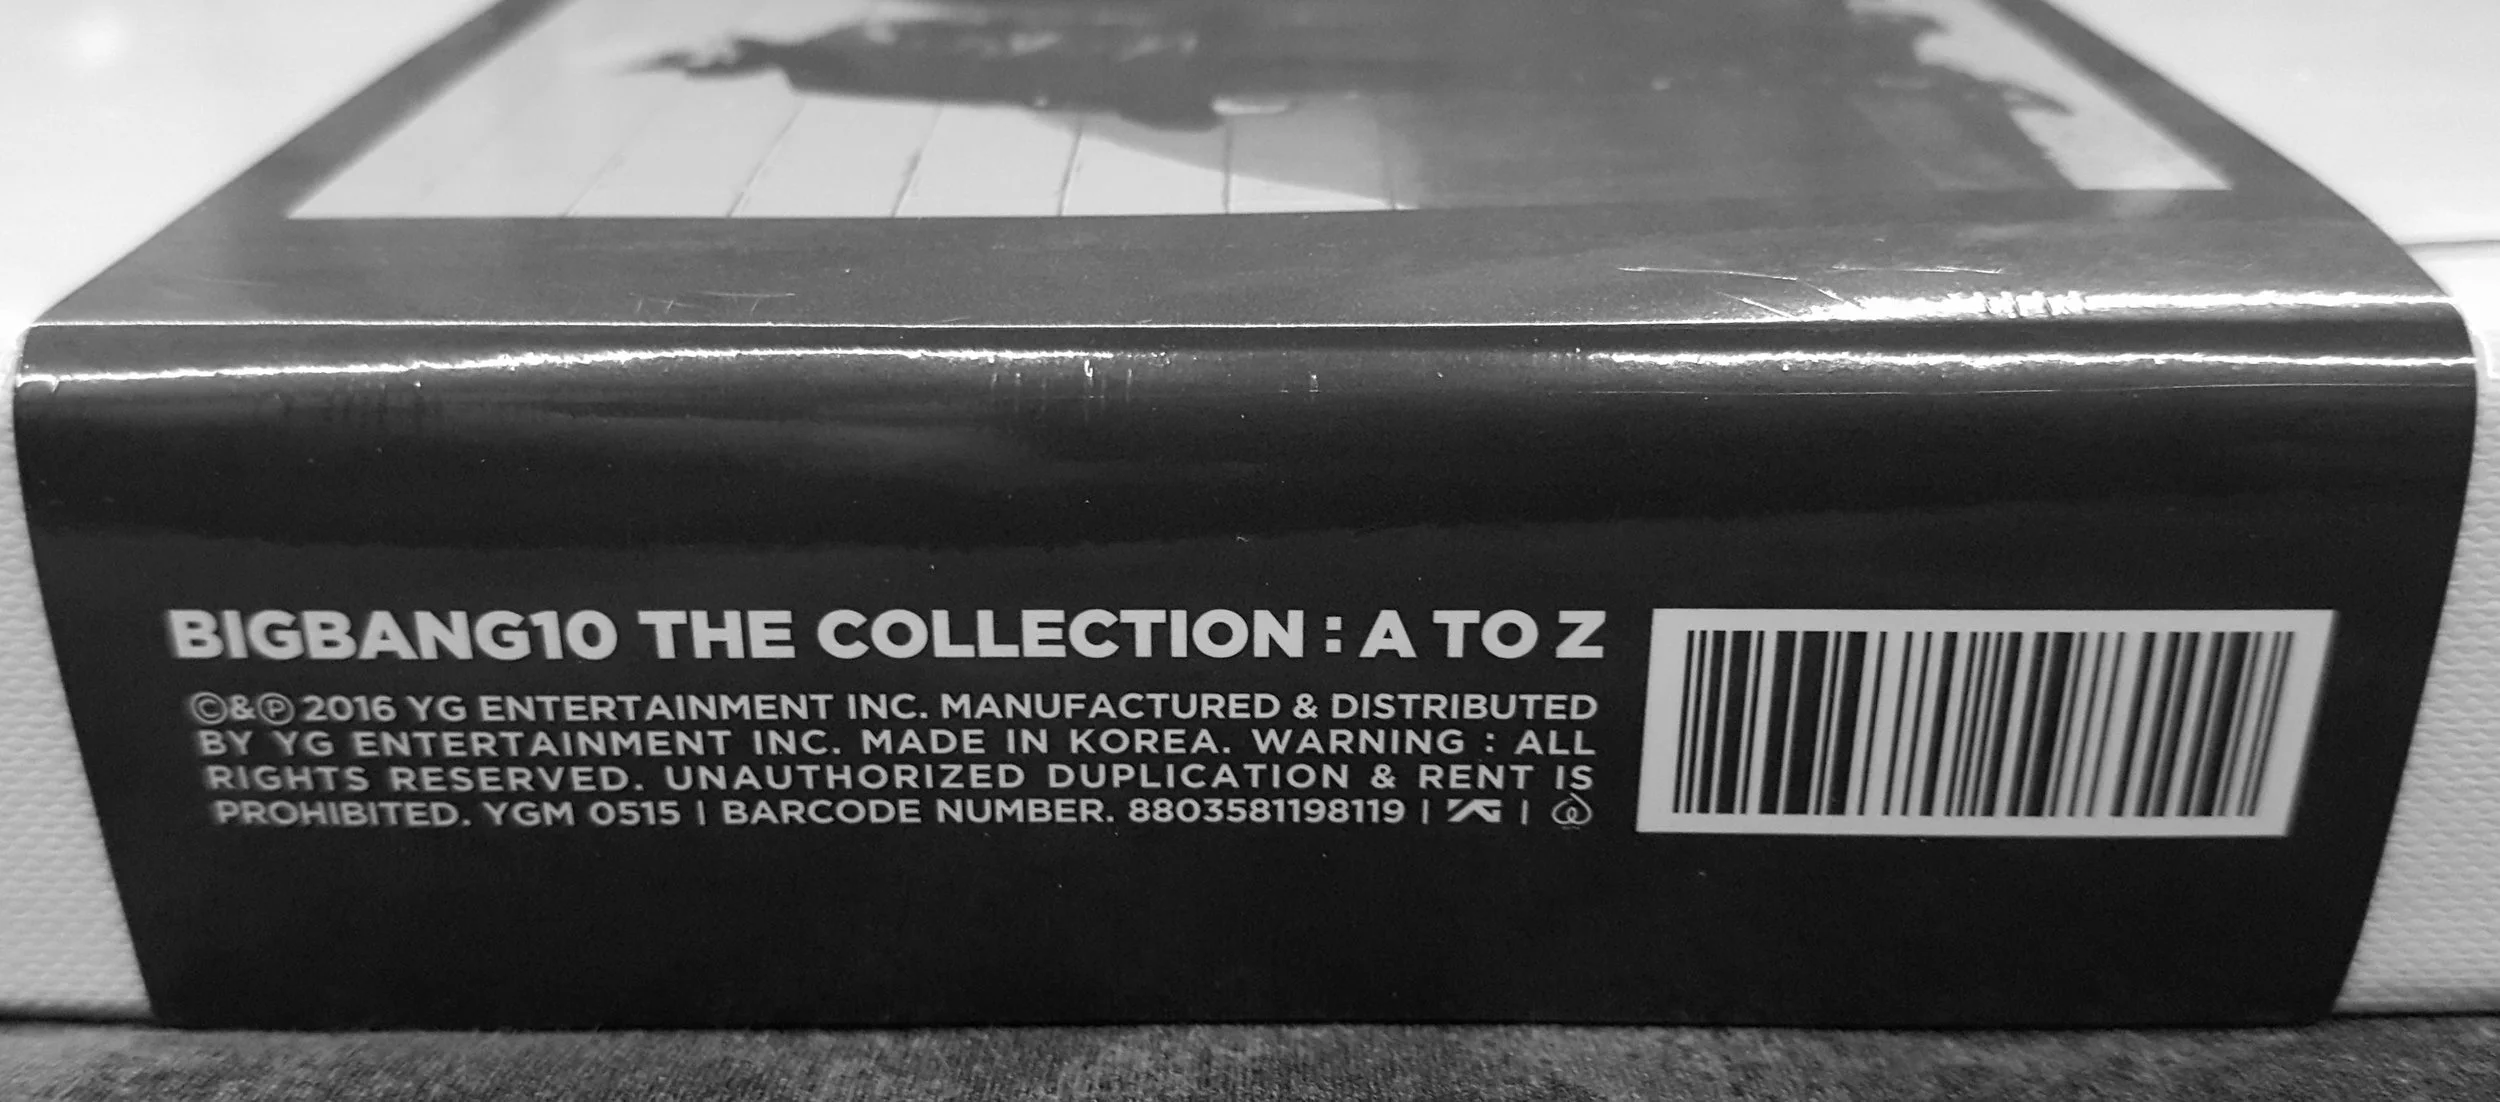 BIGBANG10 THE COLLECTION : A TO Z
©&℗ 2016 YG ENTERTAINMENT INC. MANUFACTURED & DISTRIBUTED
BY YG ENTERTAINMENT INC. MADE IN KOREA. WARNING : ALL
RIGHTS RESERVED. UNAUTHORIZED DUPLICATION & RENT IS
PROHIBITED. YGM 0515 | BARCODE NUMBER. 8803581198119 | YG |